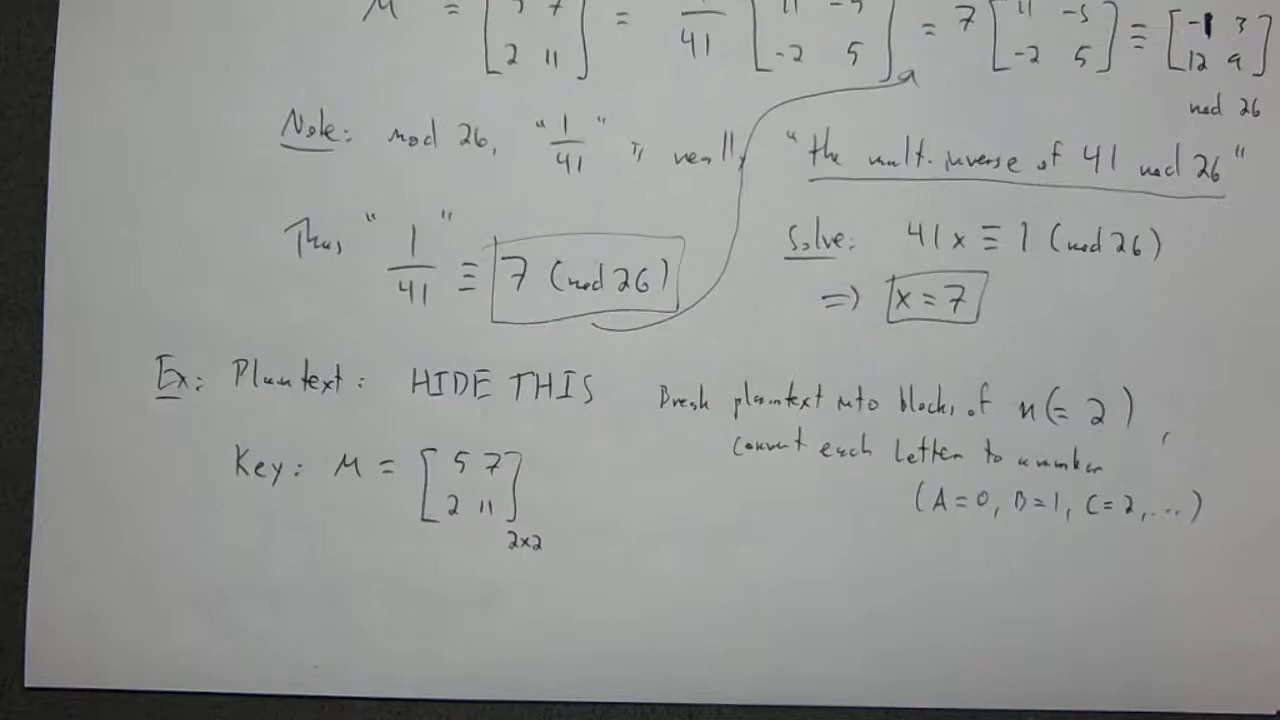 M = [5 7 = 1 [11 -5 = 7 [11 -5 ≡ [-1 3
2 11] 41 -2 5] -2 5] 12 9]
mod 26
Note: mod 26, "1/41" is really "the mult. inverse of 41 mod 26"
Thus "1/41" ≡ 7 (mod 26)
Solve: 41x ≡ 1 (mod 26)
=> x = 7
Ex: Plaintext: HIDE THIS
Break plaintext into blocks of n (= 2),
convert each letter to a number
(A=0, B=1, C=2, ...)
Key: M = [5 7
2 11]
2x2